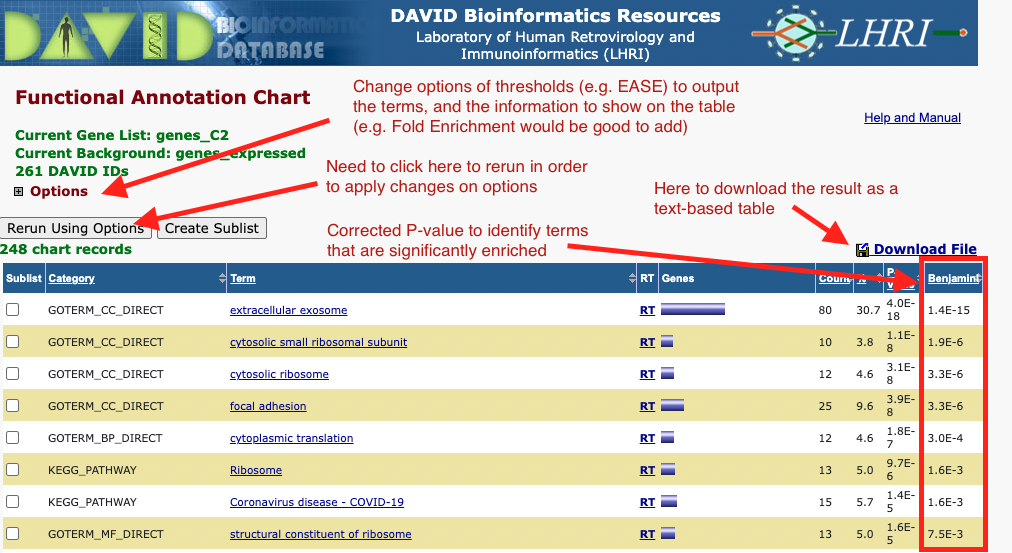 DAVID BIOINFORMATICS
DATABASE
DAVID Bioinformatics Resources
Laboratory of Human Retrovirology and
Immunoinformatics (LHRI)
LHRI
Functional Annotation Chart
Change options of thresholds (e.g. EASE) to output
the terms, and the information to show on the table
(e.g. Fold Enrichment would be good to add)
Help and Manual
Current Gene List: genes_C2
Current Background: genes_expressed
261 DAVID IDs
Options
Need to click here to rerun in order
to apply changes on options
Here to download the result as a
text-based table
Rerun Using Options Create Sublist
Corrected P-value to identify terms
that are significantly enriched
248 chart records
Download File
Sublist Category Term RT Genes Count % Benjamini
GOTERM_CC_DIRECT extracellular exosome RT 80 30.7 4.0E-18 1.4E-15
GOTERM_CC_DIRECT cytosolic small ribosomal subunit RT 10 3.8 1.1E-8 1.9E-6
GOTERM_CC_DIRECT cytosolic ribosome RT 12 4.6 3.1E-8 3.3E-6
GOTERM_CC_DIRECT focal adhesion RT 25 9.6 3.9E-8 3.3E-6
GOTERM_BP_DIRECT cytoplasmic translation RT 12 4.6 1.8E-7 3.0E-4
KEGG_PATHWAY Ribosome RT 13 5.0 9.7E-6 1.6E-3
KEGG_PATHWAY Coronavirus disease - COVID-19 RT 15 5.7 1.4E-5 1.6E-3
GOTERM_MF_DIRECT structural constituent of ribosome RT 13 5.0 1.6E-5 7.5E-3